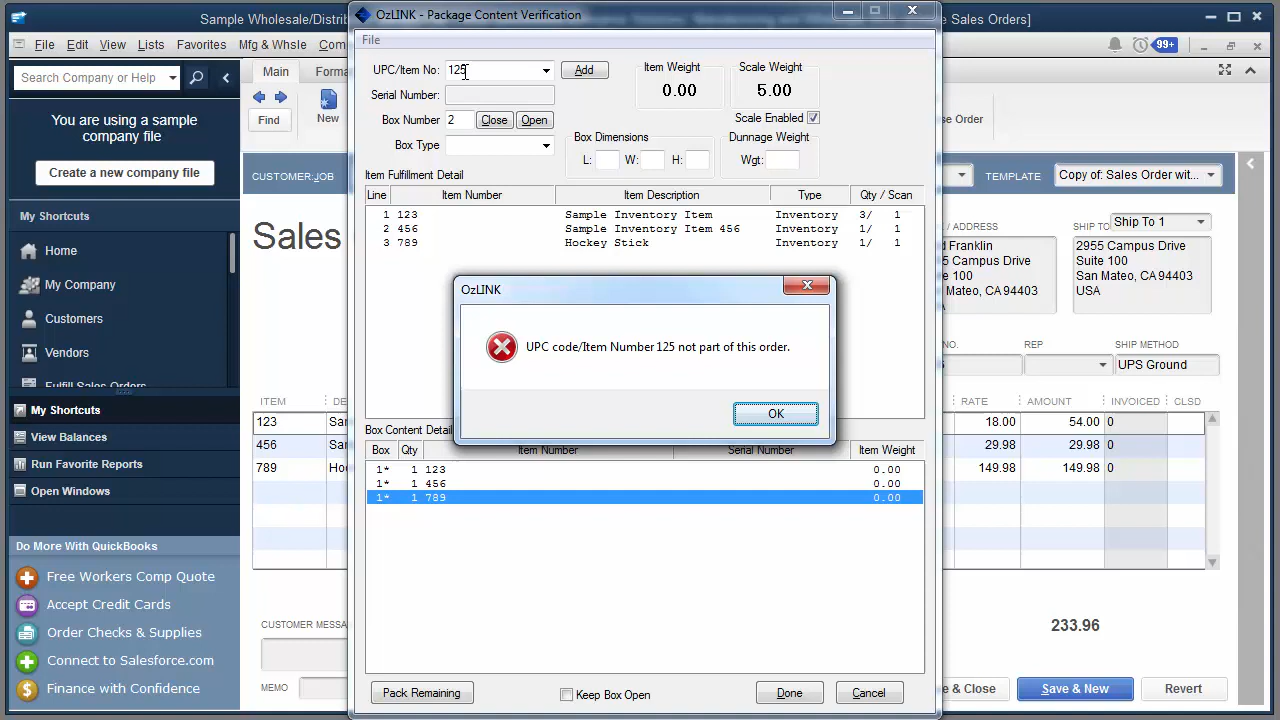 Sample Wholesale/Distrib
OzLINK - Package Content Verification
Sales Orders]
File Edit View Lists Favorites Mfg & Whsle Com
99+
Search Company or Help
You are using a sample
company file
Create a new company file
My Shortcuts
Home
My Company
Customers
Vendors
Fulfill Sales Orders
My Shortcuts
View Balances
Run Favorite Reports
Open Windows
Do More With QuickBooks
Free Workers Comp Quote
Accept Credit Cards
Order Checks & Supplies
Connect to Salesforce.com
Finance with Confidence
Main
Forma
Find
New
CUSTOMER:JOB
Sales
ITEM DE
123 San
456 San
789 Ho
CUSTOMER MESSA
MEMO
File
UPC/Item No: 125 Add
Serial Number:
Box Number 2 Close Open
Box Type
Item Weight
0.00
Scale Weight
5.00
Scale Enabled
Box Dimensions
L: W: H:
Dunnage Weight
Wgt:
Item Fulfillment Detail
Line Item Number Item Description Type Qty / Scan
1 123 Sample Inventory Item Inventory 3/ 1
2 456 Sample Inventory Item 456 Inventory 1/ 1
3 789 Hockey Stick Inventory 1/ 1
OzLINK
UPC code/Item Number 125 not part of this order.
OK
Box Content Detail
Box Qty Item Number Serial Number Item Weight
1* 1 123 0.00
1* 1 456 0.00
1* 1 789 0.00
Pack Remaining
Keep Box Open
Done
Cancel
se Order
TEMPLATE Copy of: Sales Order wit...
/ ADDRESS
SHIP TO Ship To 1
d Franklin
5 Campus Drive
e 100
Mateo, CA 94403
2955 Campus Drive
Suite 100
San Mateo, CA 94403
USA
NO. REP SHIP METHOD
UPS Ground
RATE AMOUNT INVOICED CLSD
18.00 54.00 0
29.98 29.98 0
149.98 149.98 0
233.96
e & Close
Save & New
Revert